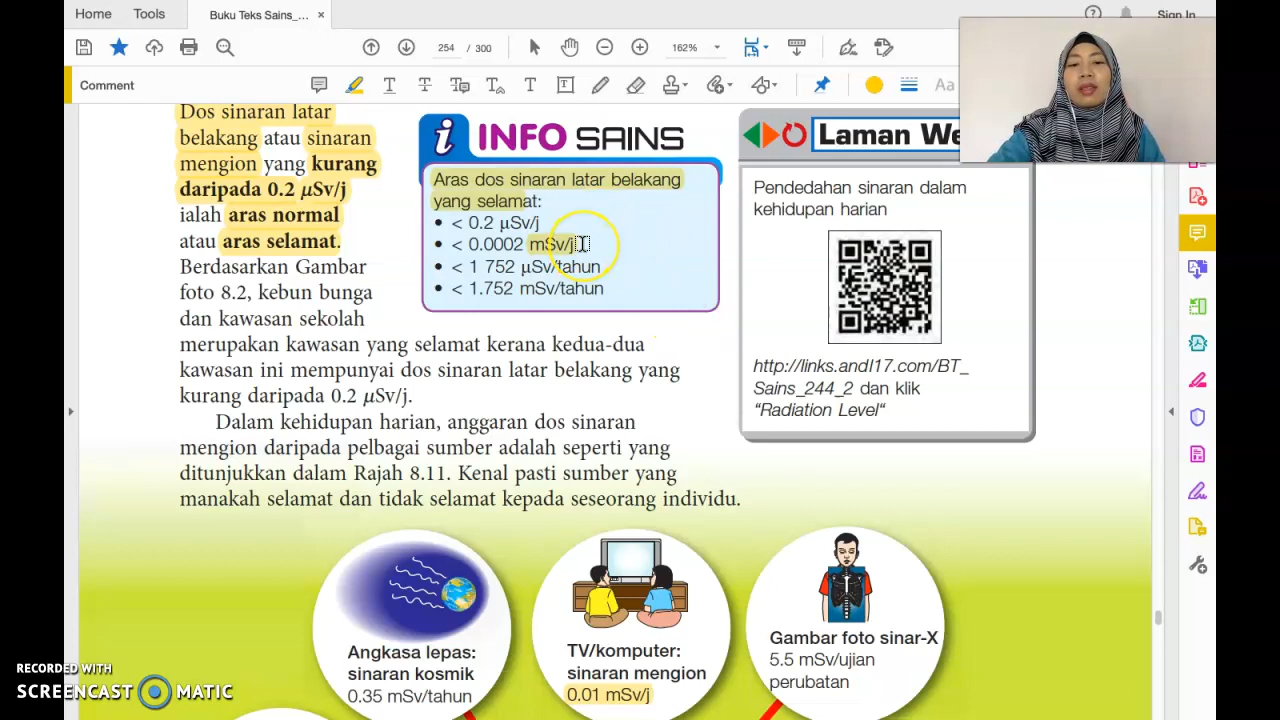 Home
Tools
Buku Teks Sains_...
×
Sign In
254 / 300
162%
Comment
Aa
Dos sinaran latar
belakang atau sinaran
mengion yang kurang
daripada 0.2 μSv/j
ialah aras normal
atau aras selamat.
Berdasarkan Gambar
foto 8.2, kebun bunga
dan kawasan sekolah
merupakan kawasan yang selamat kerana kedua-dua
kawasan ini mempunyai dos sinaran latar belakang yang
kurang daripada 0.2 μSv/j.
Dalam kehidupan harian, anggaran dos sinaran
mengion daripada pelbagai sumber adalah seperti yang
ditunjukkan dalam Rajah 8.11. Kenal pasti sumber yang
manakah selamat dan tidak selamat kepada seseorang individu.
i INFO SAINS
Aras dos sinaran latar belakang
yang selamat:
• < 0.2 μSv/j
• < 0.0002 mSv/j
• < 1 752 μSv/tahun
• < 1.752 mSv/tahun
Laman We
Pendedahan sinaran dalam
kehidupan harian
http://links.andI17.com/BT_
Sains_244_2 dan klik
"Radiation Level"
Angkasa lepas:
sinaran kosmik
0.35 mSv/tahun
TV/komputer:
sinaran mengion
0.01 mSv/j
Gambar foto sinar-X
5.5 mSv/ujian
perubatan
RECORDED WITH
SCREENCAST MATIC